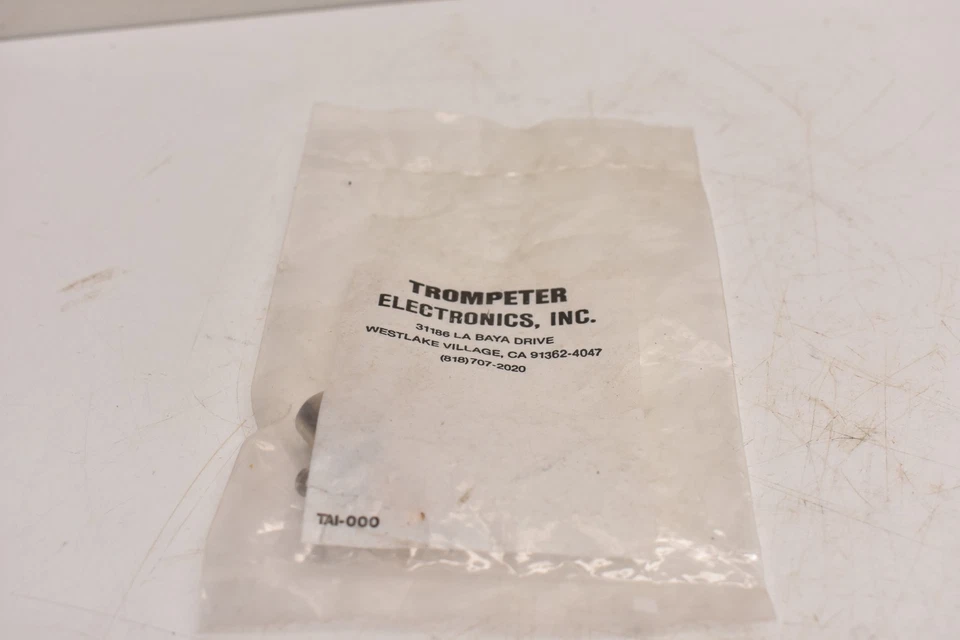 TROMPETER
ELECTRONICS, INC.
31186 LA BAYA DRIVE
WESTLAKE VILLAGE, CA 91362-4047
(818)707-2020
TAI-000